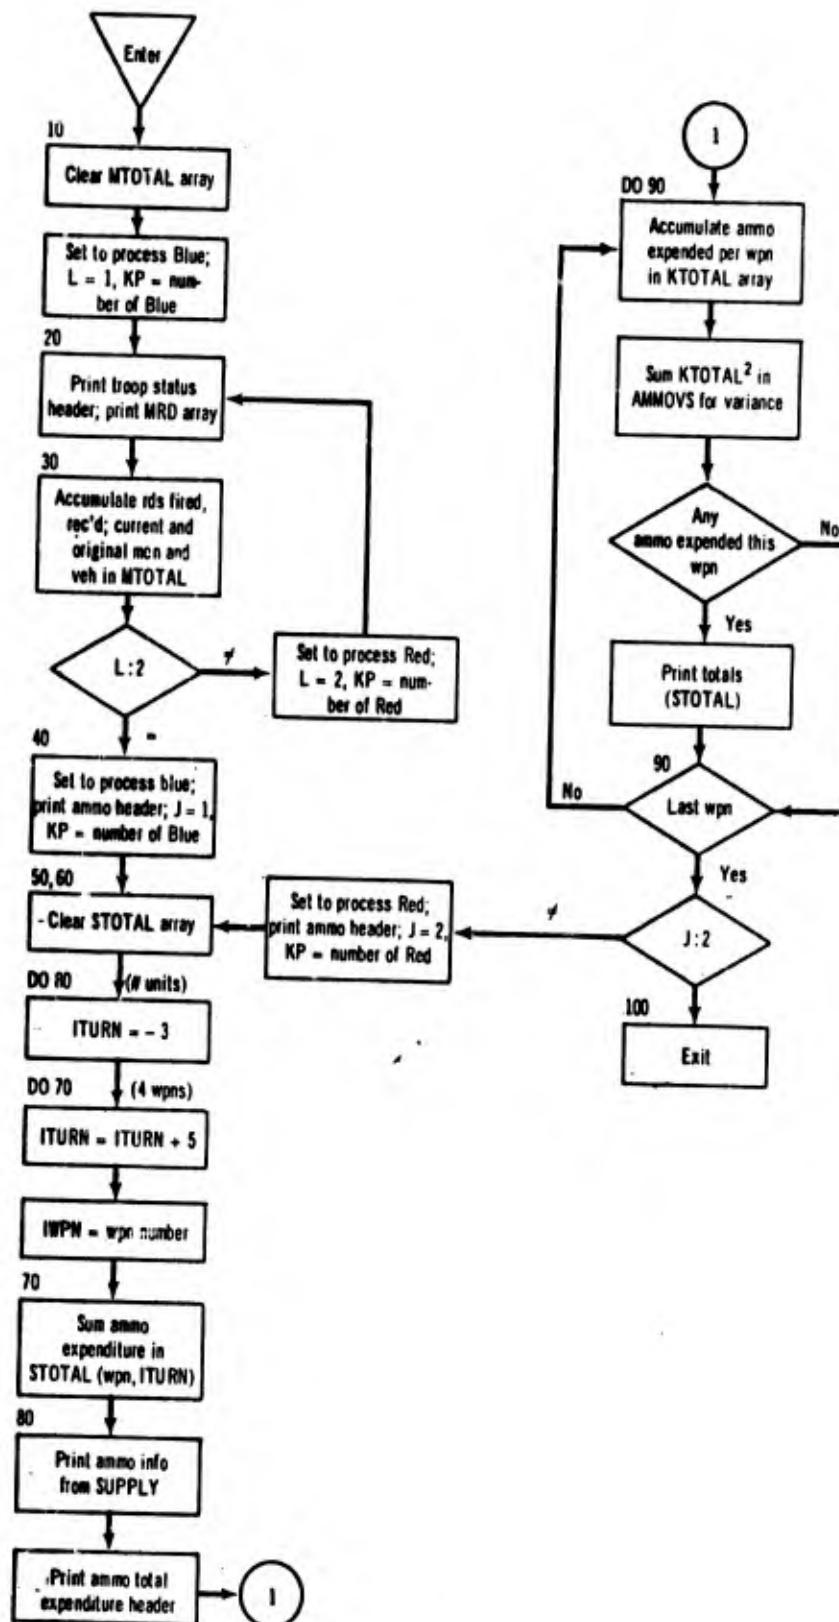 Enter
10
Clear MTOTAL array
Set to process Blue;
L = 1, KP = num-
ber of Blue
20
Print troop status
header; print MRD array
30
Accumulate rds fired,
rec'd; current and
original men and
veh in MTOTAL
L : 2
≠
Set to process Red;
L = 2, KP = num-
ber of Red
=
40
Set to process blue;
print ammo header; J = 1,
KP = number of Blue
50, 60
Clear STOTAL array
Set to process Red;
print ammo header; J = 2,
KP = number of Red
DO 80 (# units)
ITURN = - 3
DO 70 (4 wpns)
ITURN = ITURN + 5
IWPN = wpn number
70
Sum ammo
expenditure in
STOTAL (wpn, ITURN)
80
Print ammo info
from SUPPLY
Print ammo total
expenditure header
1
1
DO 90
Accumulate ammo
expended per wpn
in KTOTAL array
Sum KTOTAL² in
AMMOVS for variance
Any
ammo expended this
wpn
No
Yes
Print totals
(STOTAL)
90
Last wpn
No
Yes
J : 2
≠
100
Exit